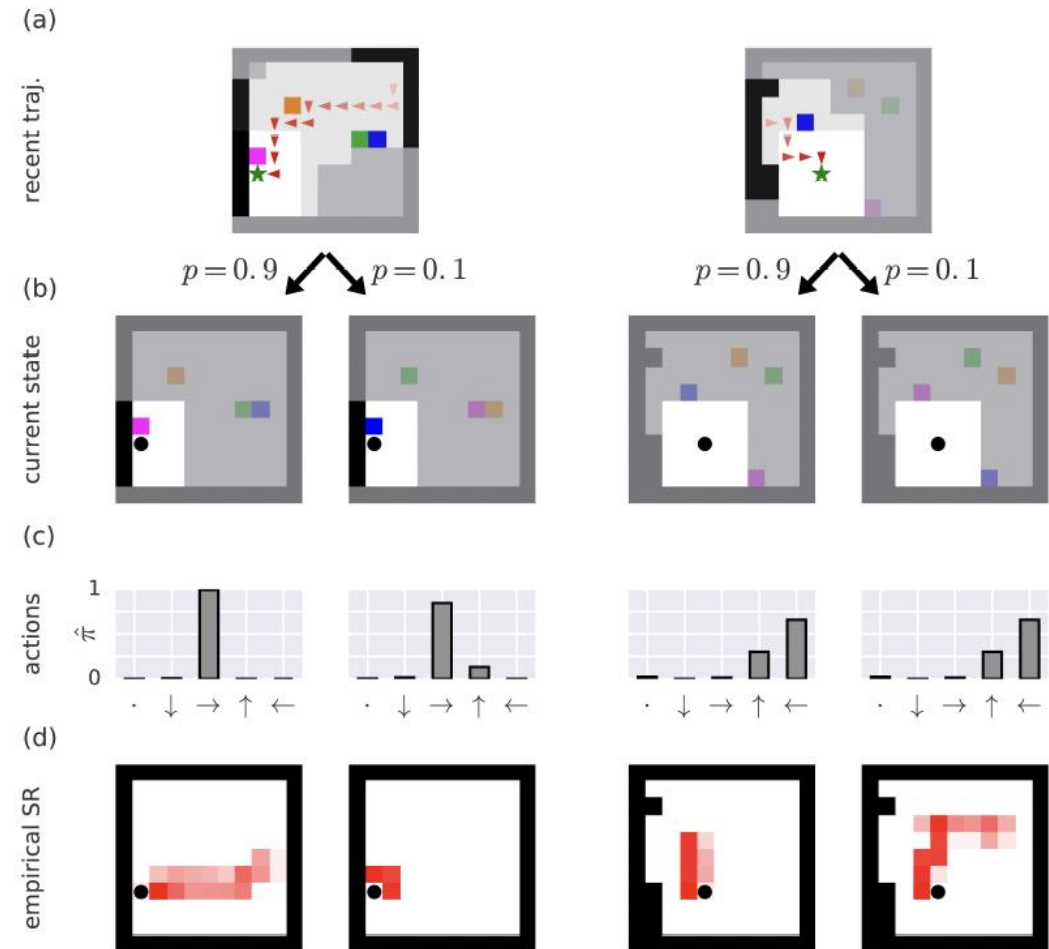 (a)
recent traj.
p = 0.9
p = 0.1
p = 0.9
p = 0.1
(b)
current state
(c)
actions
π̂
1
0
· ↓ → ↑ ←
· ↓ → ↑ ←
· ↓ → ↑ ←
· ↓ → ↑ ←
(d)
empirical SR